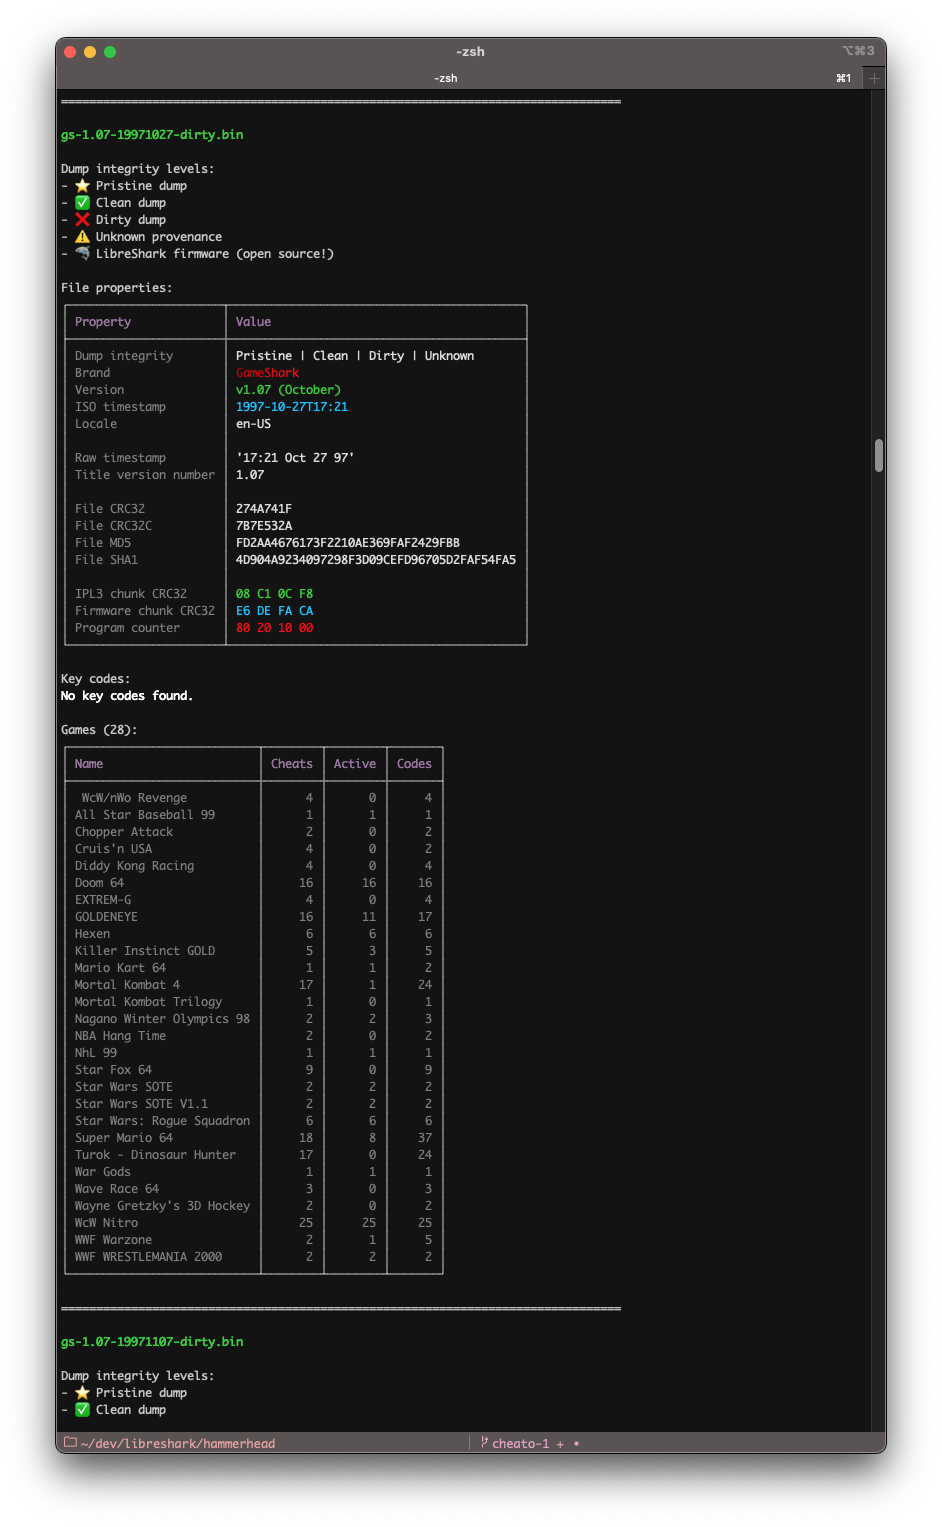 -zsh
⌥⌘3
-zsh
⌘1
+
gs-1.07-19971027-dirty.bin
Dump integrity levels:
- ⭐ Pristine dump
- ✅ Clean dump
- ❌ Dirty dump
- ⚠️ Unknown provenance
- 🦈 LibreShark firmware (open source!)
File properties:
Property Value
Dump integrity Pristine | Clean | Dirty | Unknown
Brand GameShark
Version v1.07 (October)
ISO timestamp 1997-10-27T17:21
Locale en-US
Raw timestamp '17:21 Oct 27 97'
Title version number 1.07
File CRC32 274A741F
File CRC32C 7B7E532A
File MD5 FD2AA4676173F2210AE369FAF2429FBB
File SHA1 4D904A9234097298F3D09CEFD96705D2FAF54FA5
IPL3 chunk CRC32 08 C1 0C F8
Firmware chunk CRC32 E6 DE FA CA
Program counter 80 20 10 00
Key codes:
No key codes found.
Games (28):
Name Cheats Active Codes
WcW/nWo Revenge 4 0 4
All Star Baseball 99 1 1 1
Chopper Attack 2 0 2
Cruis'n USA 4 0 2
Diddy Kong Racing 4 0 4
Doom 64 16 16 16
EXTREM-G 4 0 4
GOLDENEYE 16 11 17
Hexen 6 6 6
Killer Instinct GOLD 5 3 5
Mario Kart 64 1 1 2
Mortal Kombat 4 17 1 24
Mortal Kombat Trilogy 1 0 1
Nagano Winter Olympics 98 2 2 3
NBA Hang Time 2 0 2
NhL 99 1 1 1
Star Fox 64 9 0 9
Star Wars SOTE 2 2 2
Star Wars SOTE V1.1 2 2 2
Star Wars: Rogue Squadron 6 6 6
Super Mario 64 18 8 37
Turok - Dinosaur Hunter 17 0 24
War Gods 1 1 1
Wave Race 64 3 0 3
Wayne Gretzky's 3D Hockey 2 0 2
WcW Nitro 25 25 25
WWF Warzone 2 1 5
WWF WRESTLEMANIA 2000 2 2 2
gs-1.07-19971107-dirty.bin
Dump integrity levels:
- ⭐ Pristine dump
- ✅ Clean dump
~/dev/libreshark/hammerhead
cheato-1 + •